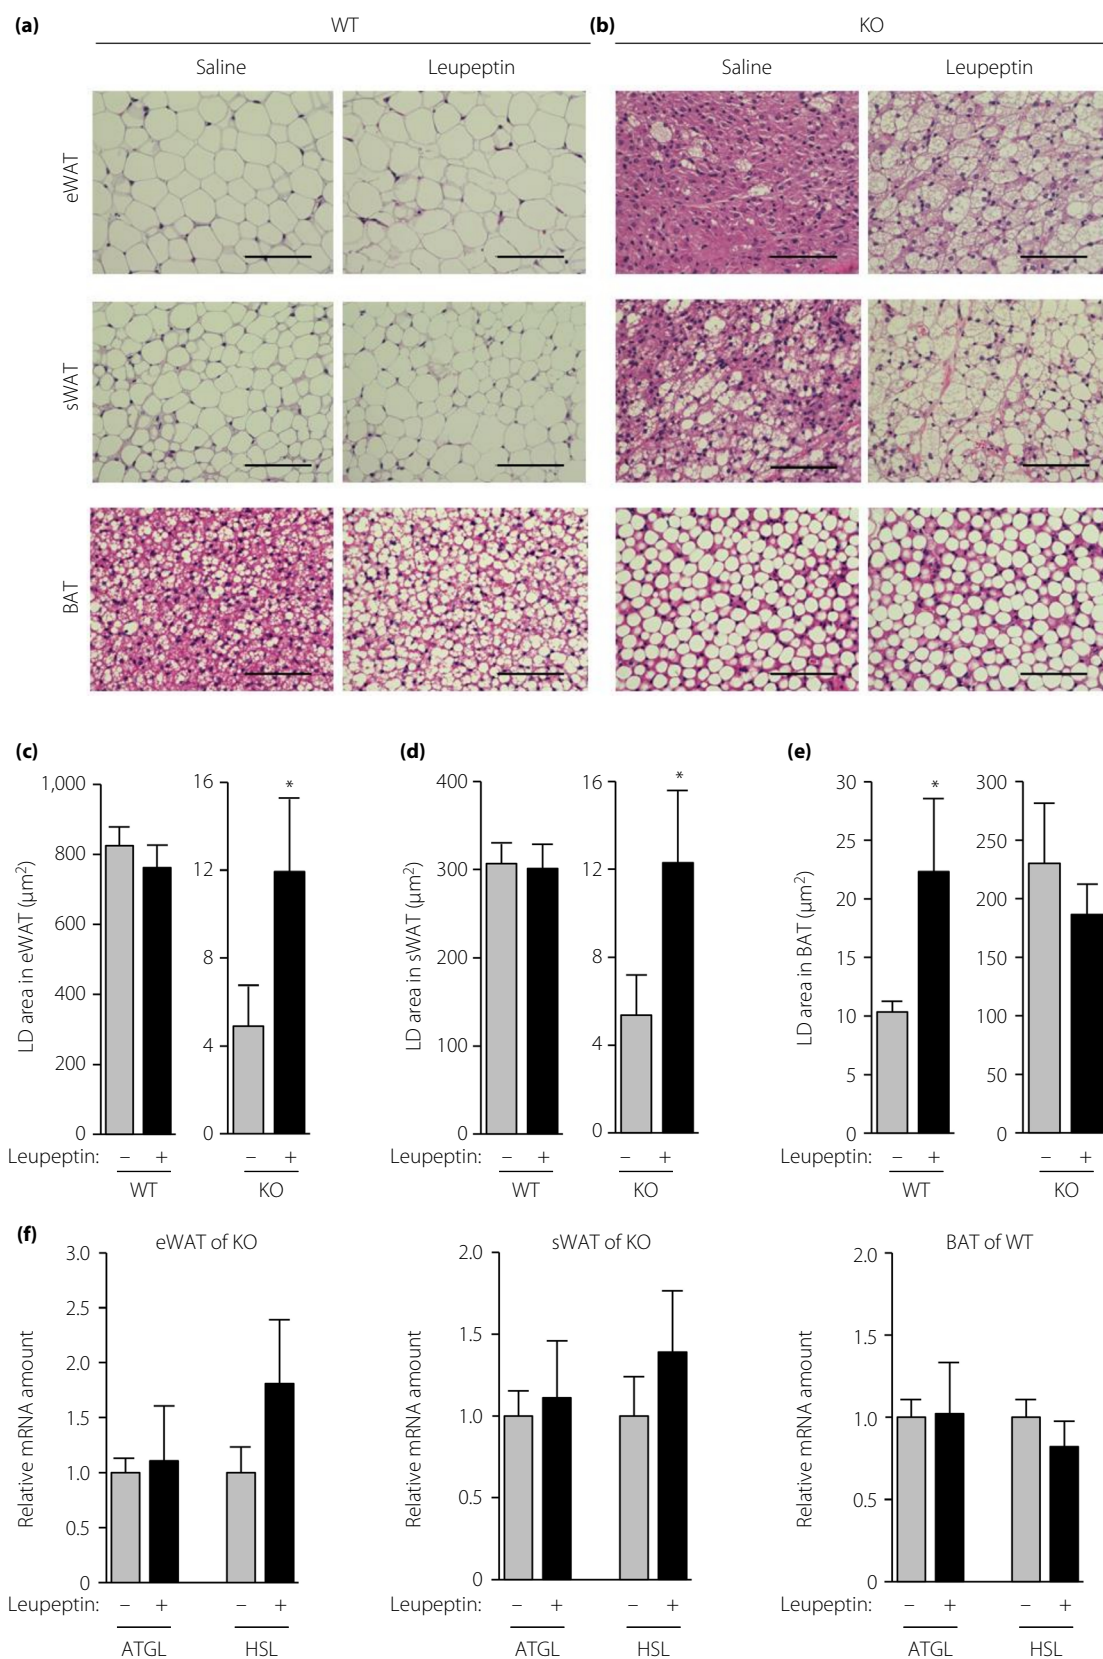 (a) WT (b) KO
Saline Leupeptin Saline Leupeptin
eWAT
sWAT
BAT
(c) (d) (e)
LD area in eWAT (μm²)
1,000
800
600
400
200
0
16
12
8
4
0
*
Leupeptin: − + − +
WT KO
LD area in sWAT (μm²)
400
300
200
100
0
16
12
8
4
0
*
Leupeptin: − + − +
WT KO
LD area in BAT (μm²)
30
25
20
15
10
5
0
*
300
250
200
150
100
50
0
Leupeptin: − + − +
WT KO
(f)
eWAT of KO
Relative mRNA amount
3.0
2.5
2.0
1.5
1.0
0.5
0
Leupeptin: − + − +
ATGL HSL
sWAT of KO
Relative mRNA amount
2.0
1.5
1.0
0.5
0
Leupeptin: − + − +
ATGL HSL
BAT of WT
Relative mRNA amount
2.0
1.5
1.0
0.5
0
Leupeptin: − + − +
ATGL HSL